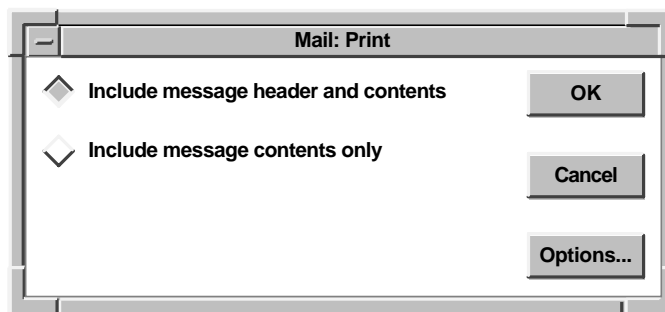 Mail: Print
Include message header and contents
OK
Include message contents only
Cancel
Options...